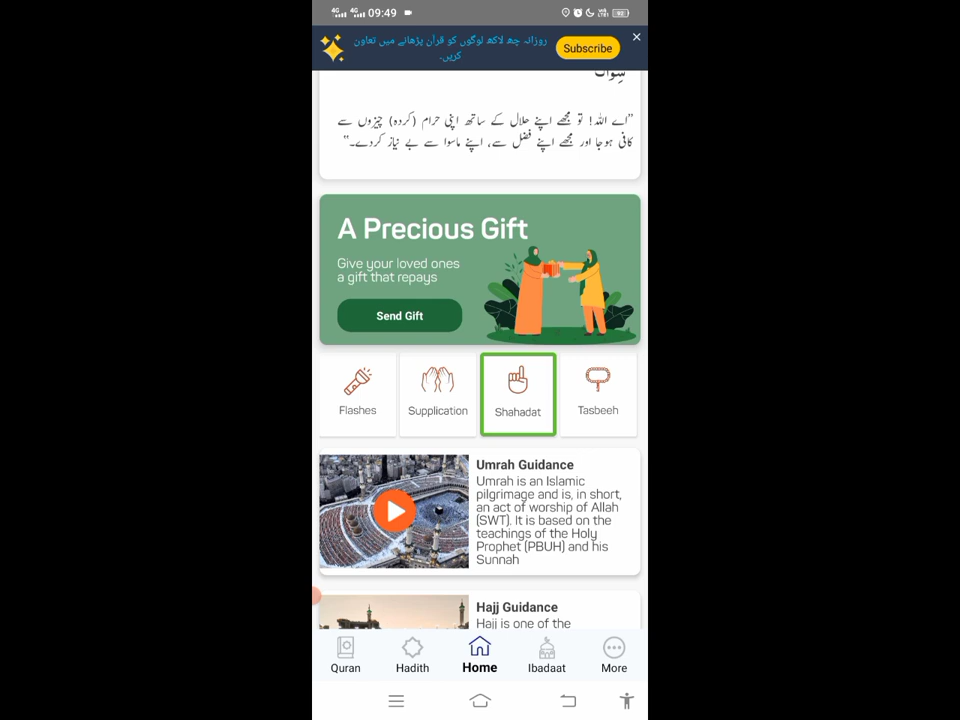 4G 4G 09:49
92
روزانہ چھ لاکھ لوگوں کو قرآن پڑھانے میں تعاون
کریں۔
Subscribe
”اے اللہ! تو مجھے اپنے حلال کے ساتھ اپنی حرام (کردہ) چیزوں سے
کافی ہوجا اور مجھے اپنے فضل سے، اپنے ماسوا سے بے نیاز کردے۔“
A Precious Gift
Give your loved ones
a gift that repays
Send Gift
Flashes
Supplication
Shahadat
Tasbeeh
Umrah Guidance
Umrah is an Islamic
pilgrimage and is, in short,
an act of worship of Allah
(SWT). It is based on the
teachings of the Holy
Prophet (PBUH) and his
Sunnah
Hajj Guidance
Hajj is one of the
Quran
Hadith
Home
Ibadaat
More